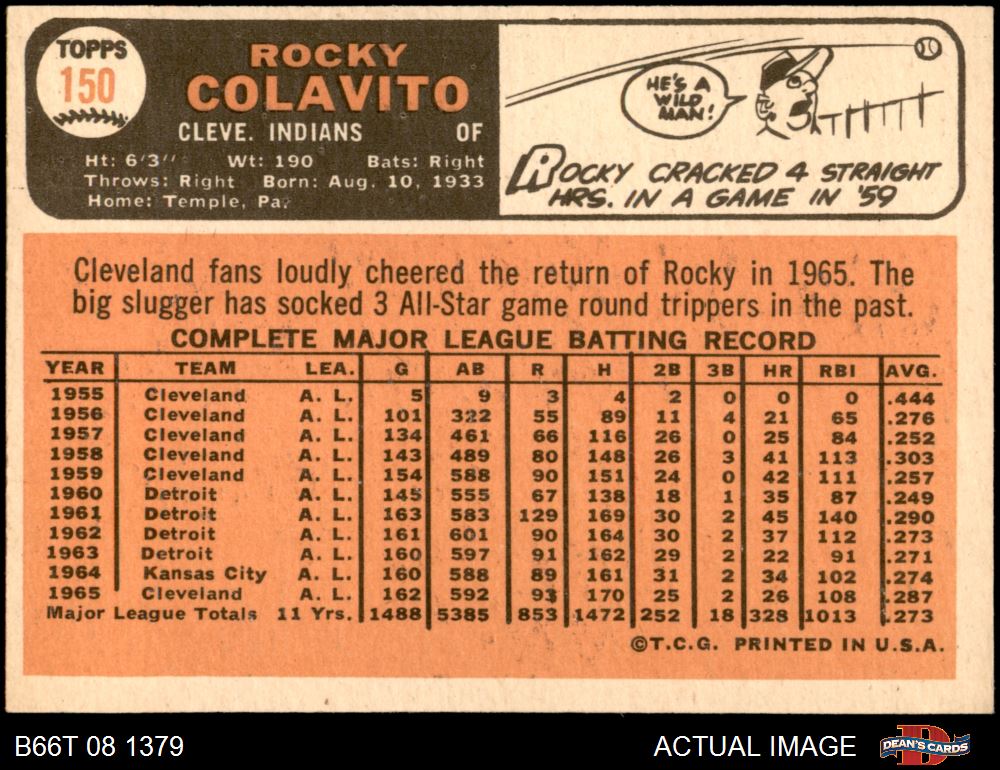 TOPPS
150
ROCKY
COLAVITO
CLEVE. INDIANS OF
Ht: 6'3" Wt: 190 Bats: Right
Throws: Right Born: Aug. 10, 1933
Home: Temple, Pa.
HE'S A
WILD
MAN!
ROCKY CRACKED 4 STRAIGHT
HRS. IN A GAME IN '59
Cleveland fans loudly cheered the return of Rocky in 1965. The
big slugger has socked 3 All-Star game round trippers in the past.
COMPLETE MAJOR LEAGUE BATTING RECORD
YEAR TEAM LEA. G AB R H 2B 3B HR RBI AVG.
1955 Cleveland A. L. 5 9 3 4 2 0 0 0 .444
1956 Cleveland A. L. 101 322 55 89 11 4 21 65 .276
1957 Cleveland A. L. 134 461 66 116 26 0 25 84 .252
1958 Cleveland A. L. 143 489 80 148 26 3 41 113 .303
1959 Cleveland A. L. 154 588 90 151 24 0 42 111 .257
1960 Detroit A. L. 145 555 67 138 18 1 35 87 .249
1961 Detroit A. L. 163 583 129 169 30 2 45 140 .290
1962 Detroit A. L. 161 601 90 164 30 2 37 112 .273
1963 Detroit A. L. 160 597 91 162 29 2 22 91 .271
1964 Kansas City A. L. 160 588 89 161 31 2 34 102 .274
1965 Cleveland A. L. 162 592 93 170 25 2 26 108 .287
Major League Totals 11 Yrs. 1488 5385 853 1472 252 18 328 1013 .273
©T.C.G. PRINTED IN U.S.A.
B66T 08 1379 ACTUAL IMAGE DEAN'S CARDS